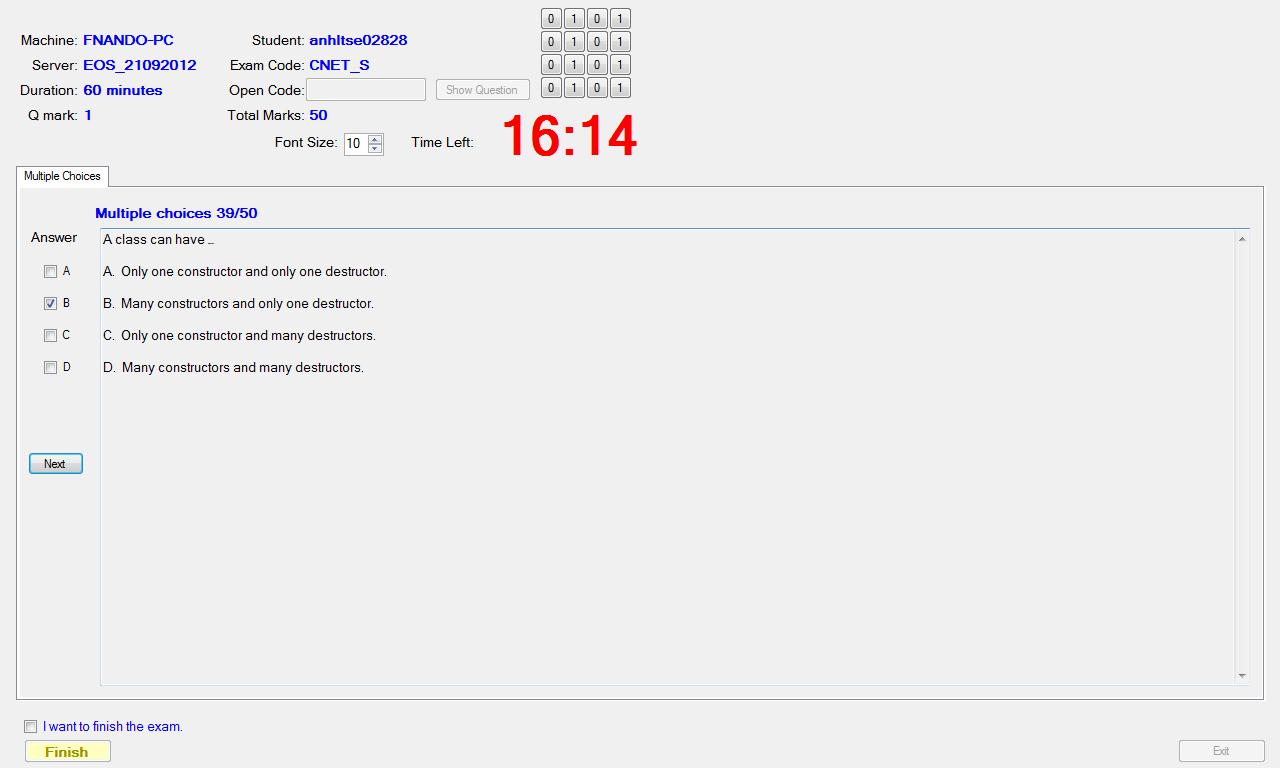 0 1 0 1
Machine: FNANDO-PC Student: anhltse02828
0 1 0 1
Server: EOS_21092012 Exam Code: CNET_S
0 1 0 1
Duration: 60 minutes Open Code: Show Question
0 1 0 1
Q mark: 1 Total Marks: 50
Font Size: 10 Time Left: 16:14
Multiple Choices
Multiple choices 39/50
Answer
A class can have ...
A A. Only one constructor and only one destructor.
B B. Many constructors and only one destructor.
C C. Only one constructor and many destructors.
D D. Many constructors and many destructors.
Next
I want to finish the exam.
Finish
Exit